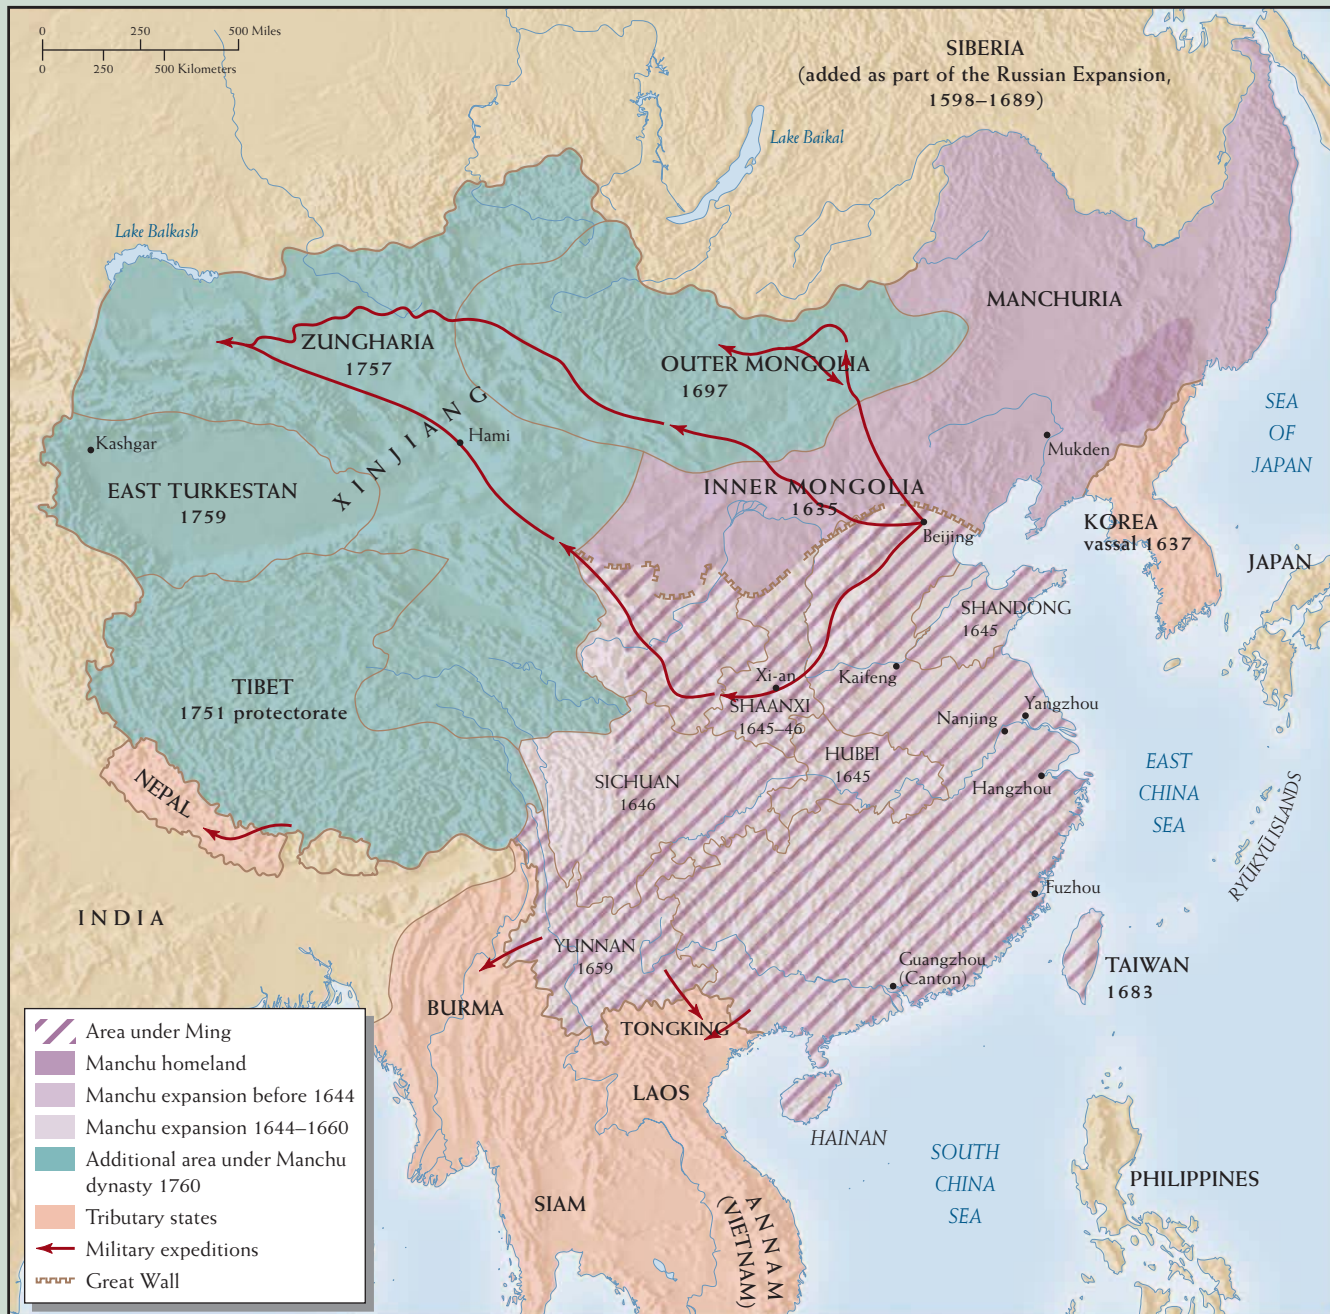 0 250 500 Miles
0 250 500 Kilometers
SIBERIA
(added as part of the Russian Expansion,
1598–1689)
Lake Baikal
Lake Balkash
MANCHURIA
ZUNGHARIA
1757
OUTER MONGOLIA
1697
SEA
OF
JAPAN
Kashgar
XINJIANG
Hami
Mukden
EAST TURKESTAN
1759
INNER MONGOLIA
1635
Beijing
KOREA
vassal 1637
JAPAN
SHANDONG
1645
TIBET
1751 protectorate
Xi-an
Kaifeng
SHAANXI
1645–46
Yangzhou
Nanjing
HUBEI
1645
SICHUAN
1646
Hangzhou
EAST
CHINA
SEA
RYŪKYŪ ISLANDS
NEPAL
Fuzhou
INDIA
YUNNAN
1659
Guangzhou
(Canton)
TAIWAN
1683
BURMA
TONGKING
LAOS
HAINAN
SOUTH
CHINA
SEA
PHILIPPINES
SIAM
ANNAM
(VIETNAM)
Area under Ming
Manchu homeland
Manchu expansion before 1644
Manchu expansion 1644–1660
Additional area under Manchu
dynasty 1760
Tributary states
Military expeditions
Great Wall